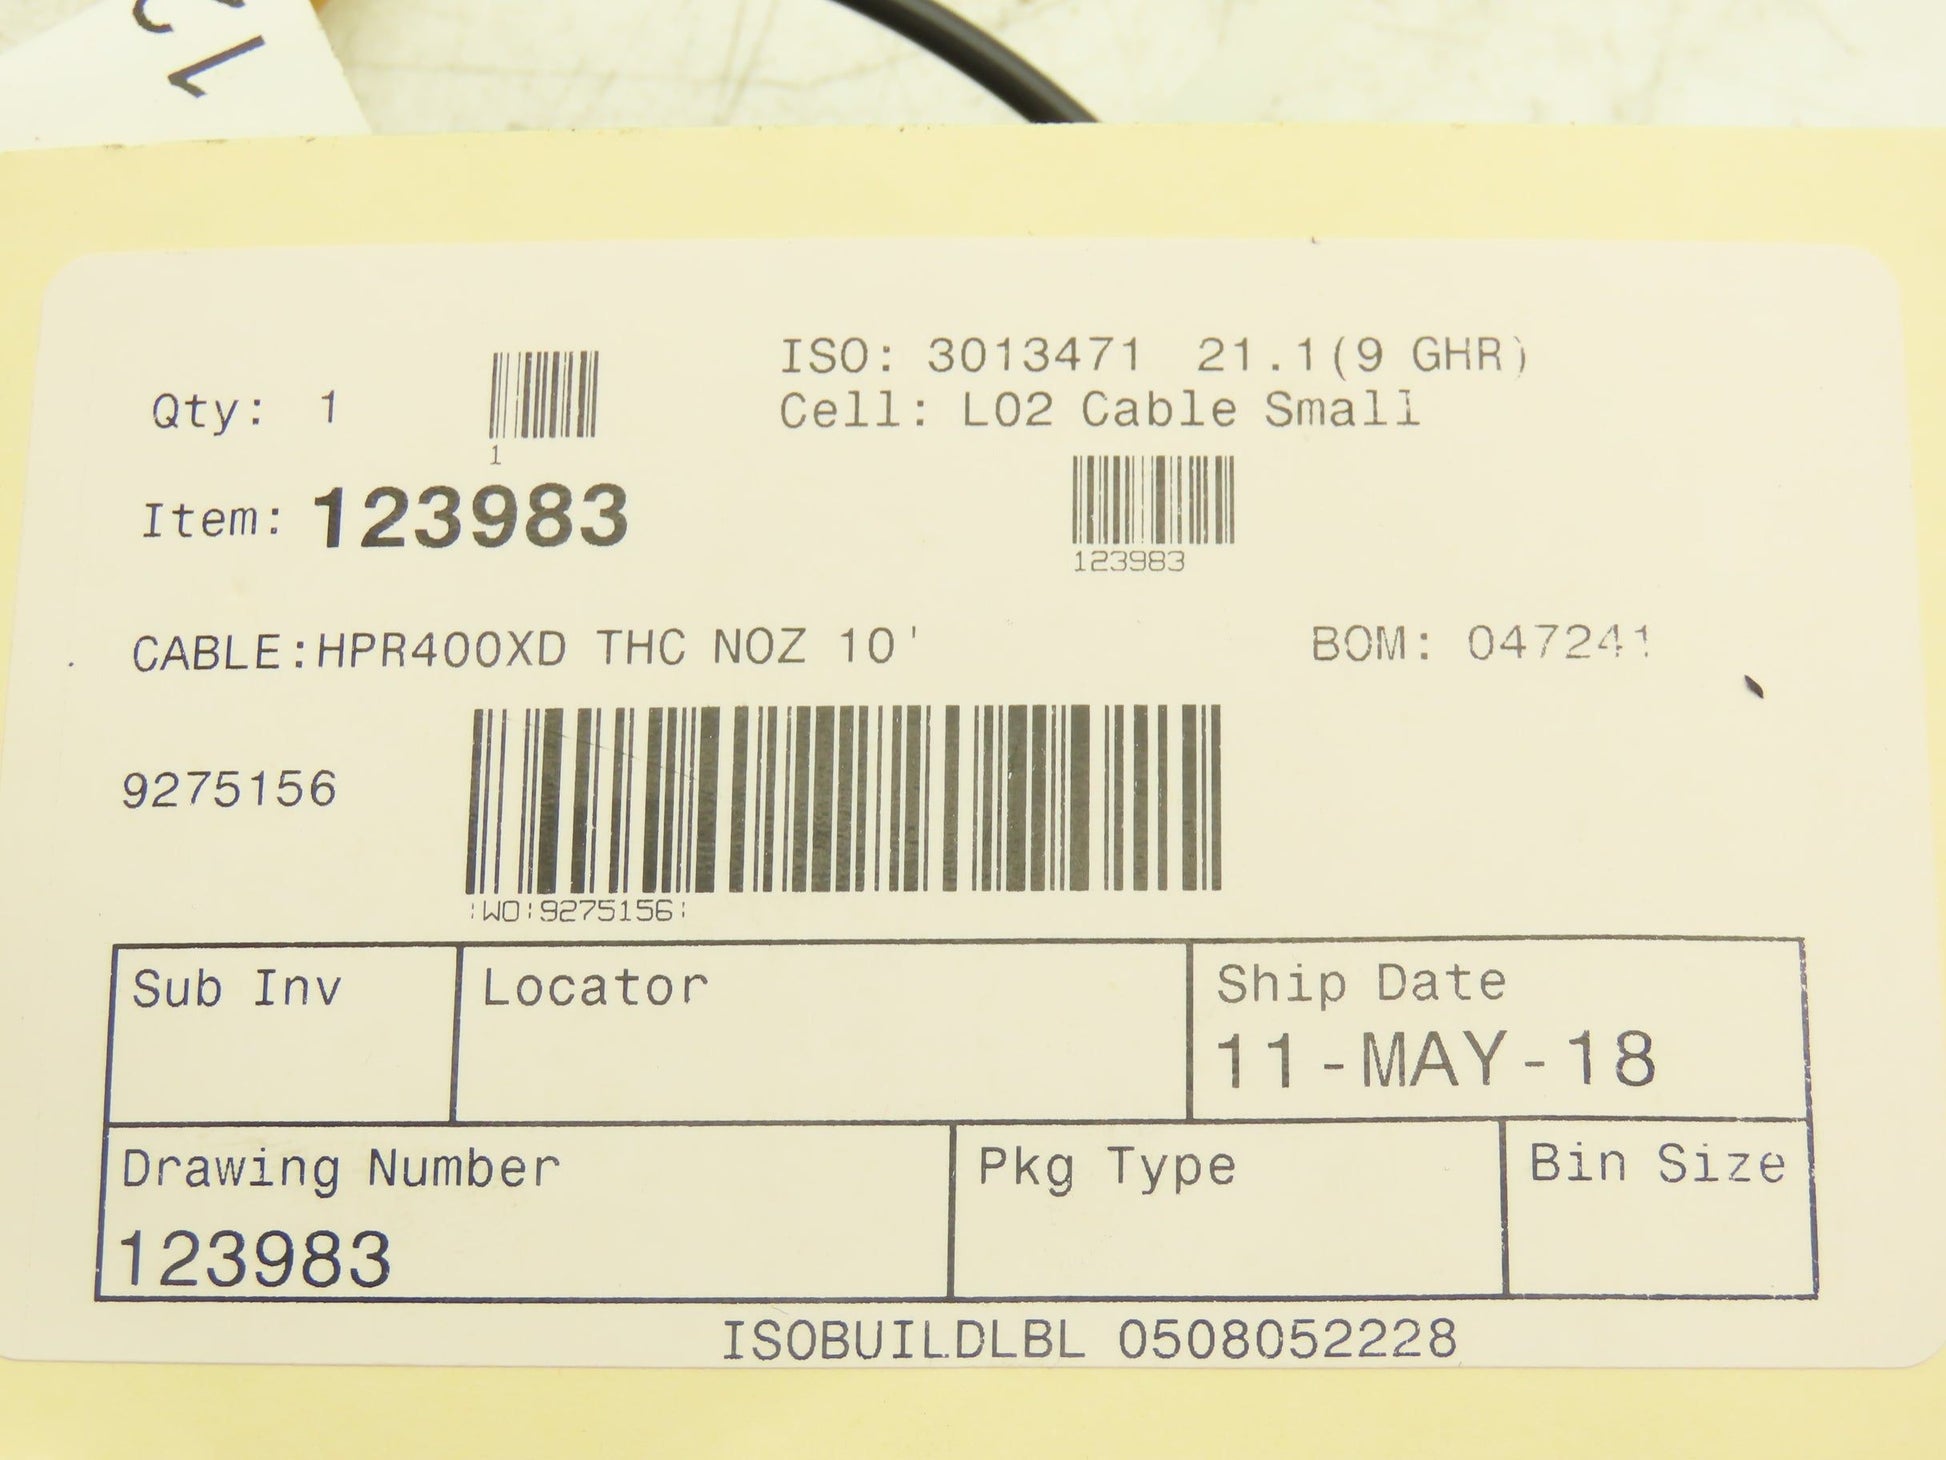 12
Qty: 1
1
ISO: 3013471 21.1(9 GHR)
Cell: L02 Cable Small
Item: 123983
123983
CABLE:HPR400XD THC NOZ 10'
BOM: 047241
9275156
:WO:9275156:
Sub Inv
Locator
Ship Date
11-MAY-18
Drawing Number
123983
Pkg Type
Bin Size
ISOBUILDLBL 0508052228